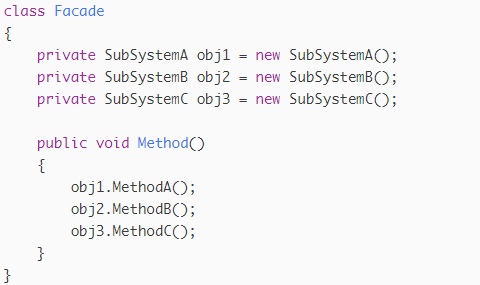 class Facade
{
    private SubSystemA obj1 = new SubSystemA();
    private SubSystemB obj2 = new SubSystemB();
    private SubSystemC obj3 = new SubSystemC();

    public void Method()
    {
        obj1.MethodA();
        obj2.MethodB();
        obj3.MethodC();
    }
}